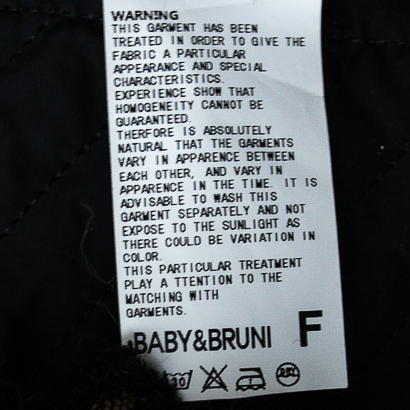 WARNING
THIS GARMENT HAS BEEN
TREATED IN ORDER TO GIVE THE
FABRIC A PARTICULAR
APPEARANCE AND SPECIAL
CHARACTERISTICS.
EXPERIENCE SHOW THAT
HOMOGENEITY CANNOT BE
GUARANTEED.
THERFORE IS ABSOLUTELY
NATURAL THAT THE GARMENTS
VARY IN APPARENCE BETWEEN
EACH OTHER, AND VARY IN
APPARENCE IN THE TIME. IT IS
ADVISABLE TO WASH THIS
GARMENT SEPARATELY AND NOT
EXPOSE TO THE SUNLIGHT AS
THERE COULD BE VARIATION IN
COLOR.
THIS PARTICULAR TREATMENT
PLAY A TTENTION TO THE
MATCHING WITH
GARMENTS.
BABY&BRUNI F
30